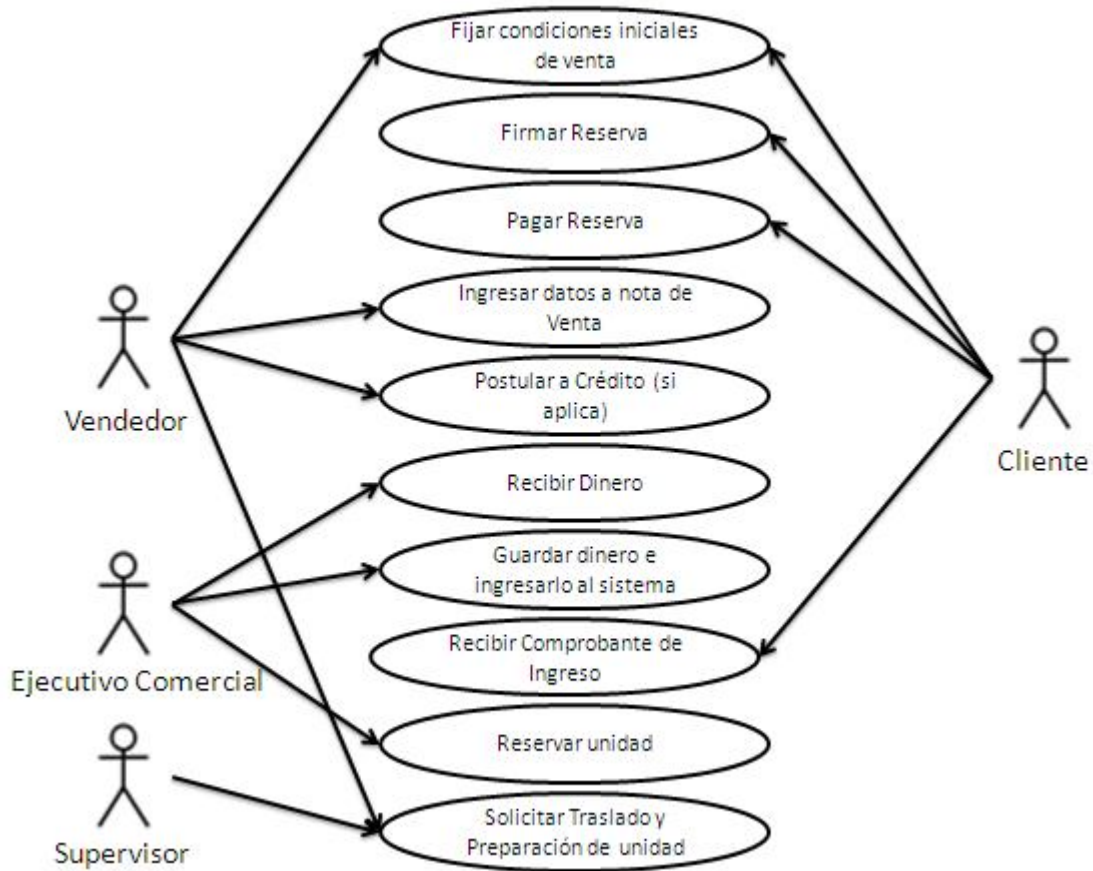 Fijar condiciones iniciales
de venta
Firmar Reserva
Pagar Reserva
Ingresar datos a nota de
Venta
Postular a Crédito (si
aplica)
Recibir Dinero
Guardar dinero e
ingresarlo al sistema
Recibir Comprobante de
Ingreso
Reservar unidad
Solicitar Traslado y
Preparación de unidad
Vendedor
Ejecutivo Comercial
Supervisor
Cliente